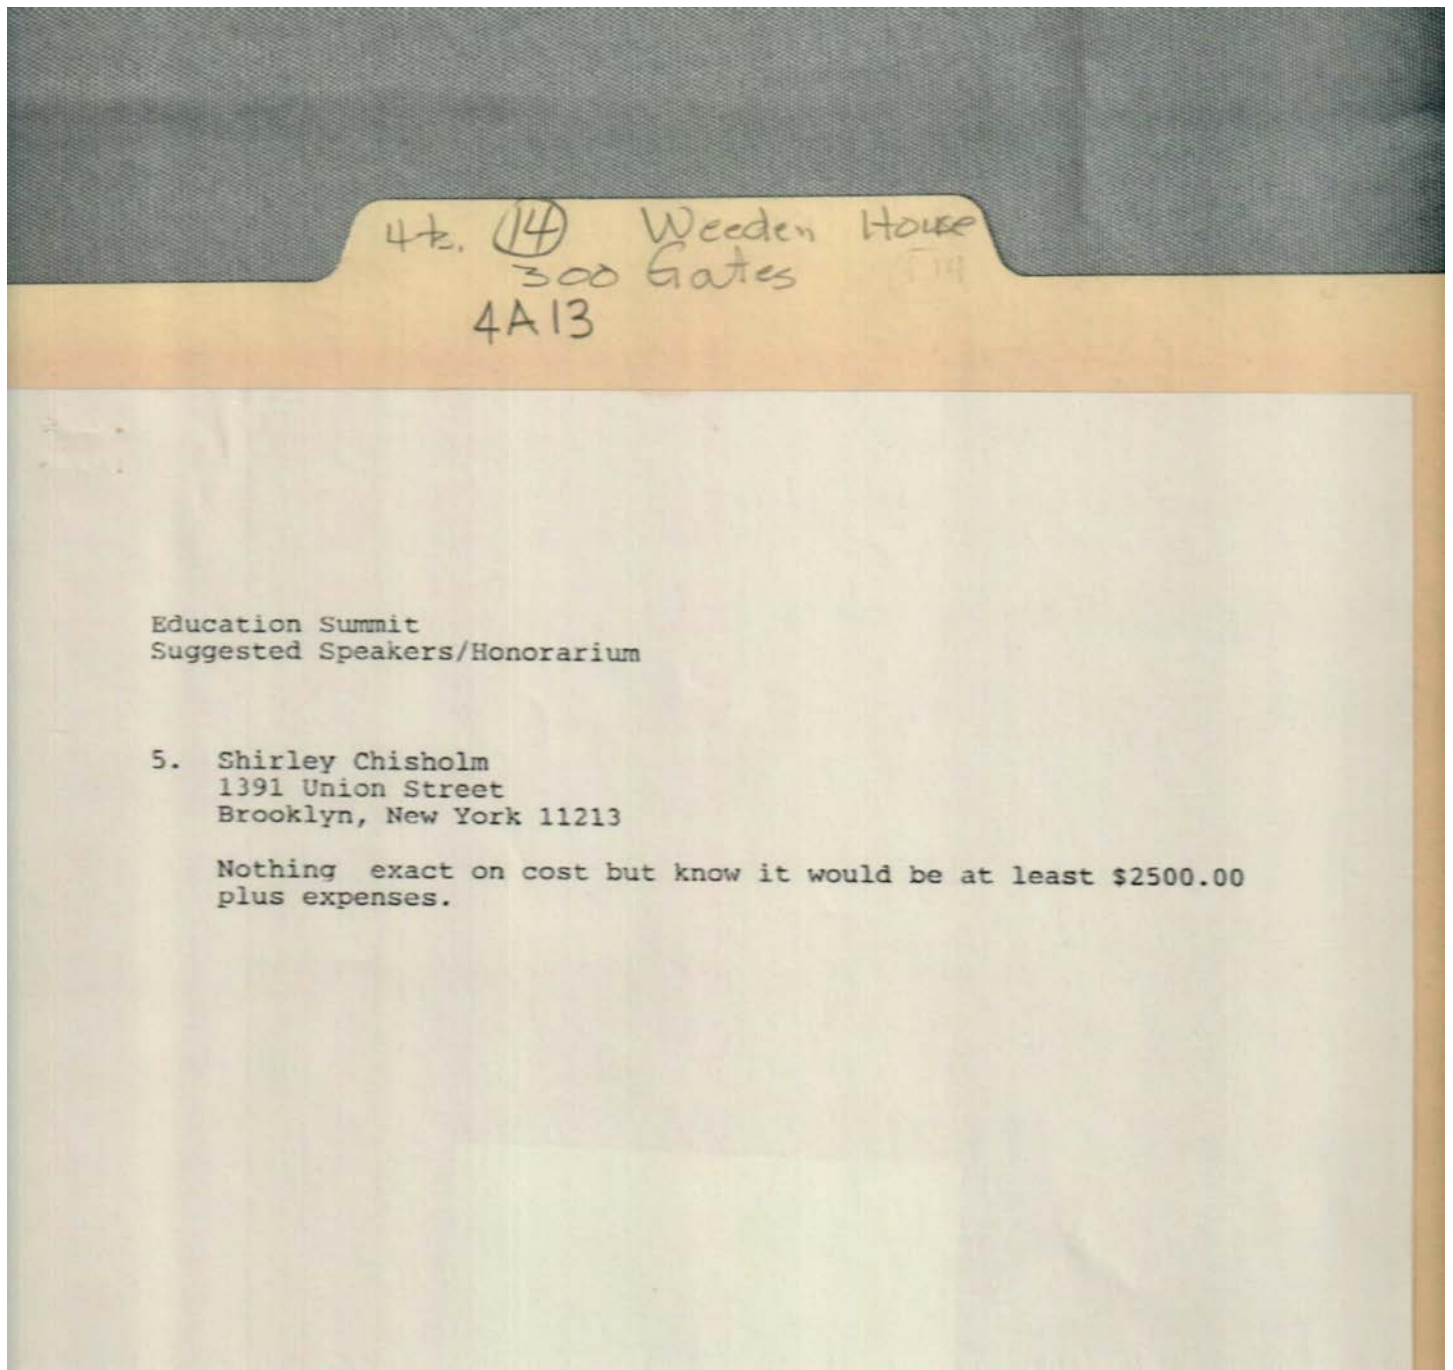 14 Weeden House
300 Gates
4A13
Education Summit
Suggested Speakers/Honorarium
5. Shirley Chisholm
1391 Union Street
Brooklyn, New York 11213
Nothing exact on cost but know it would be at least $2500.00
plus expenses.